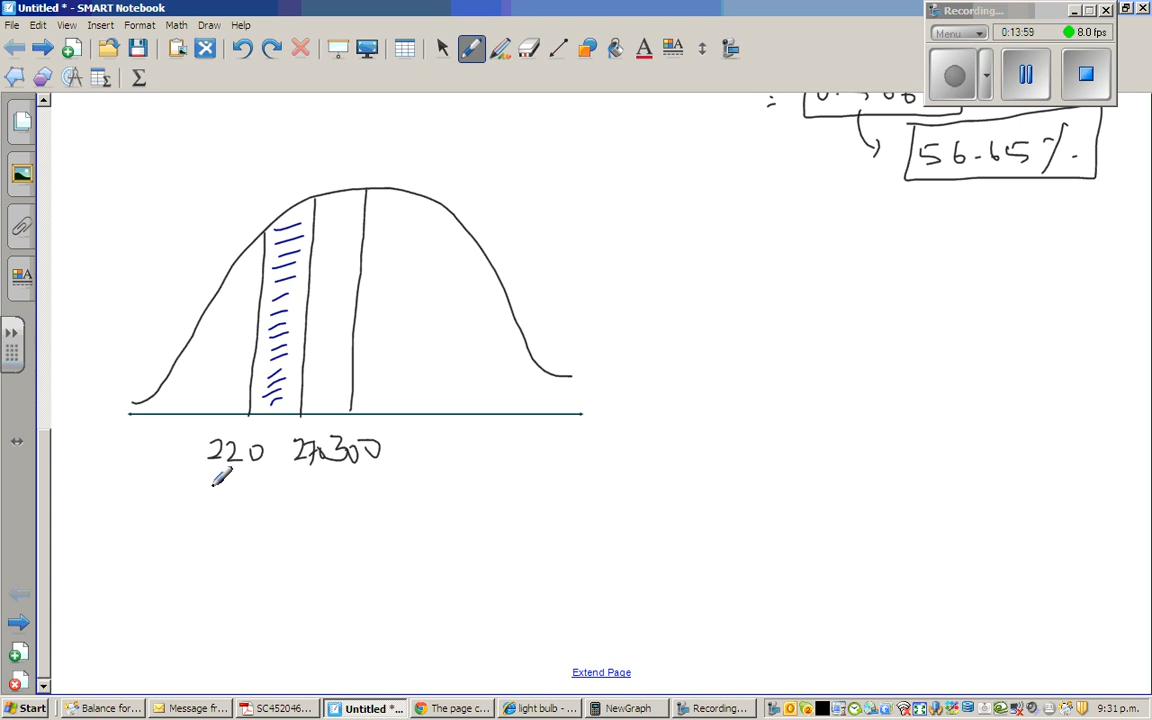 Untitled * - SMART Notebook
File Edit View Insert Format Math Draw Help
Recording...
Menu 0:13:59 8.0 fps
56.65%.
220 270 300
Extend Page
Start Balance for... Message fr... SC452046... Untitled *... The page c... light bulb - ... NewGraph Recording... 9:31 p.m.